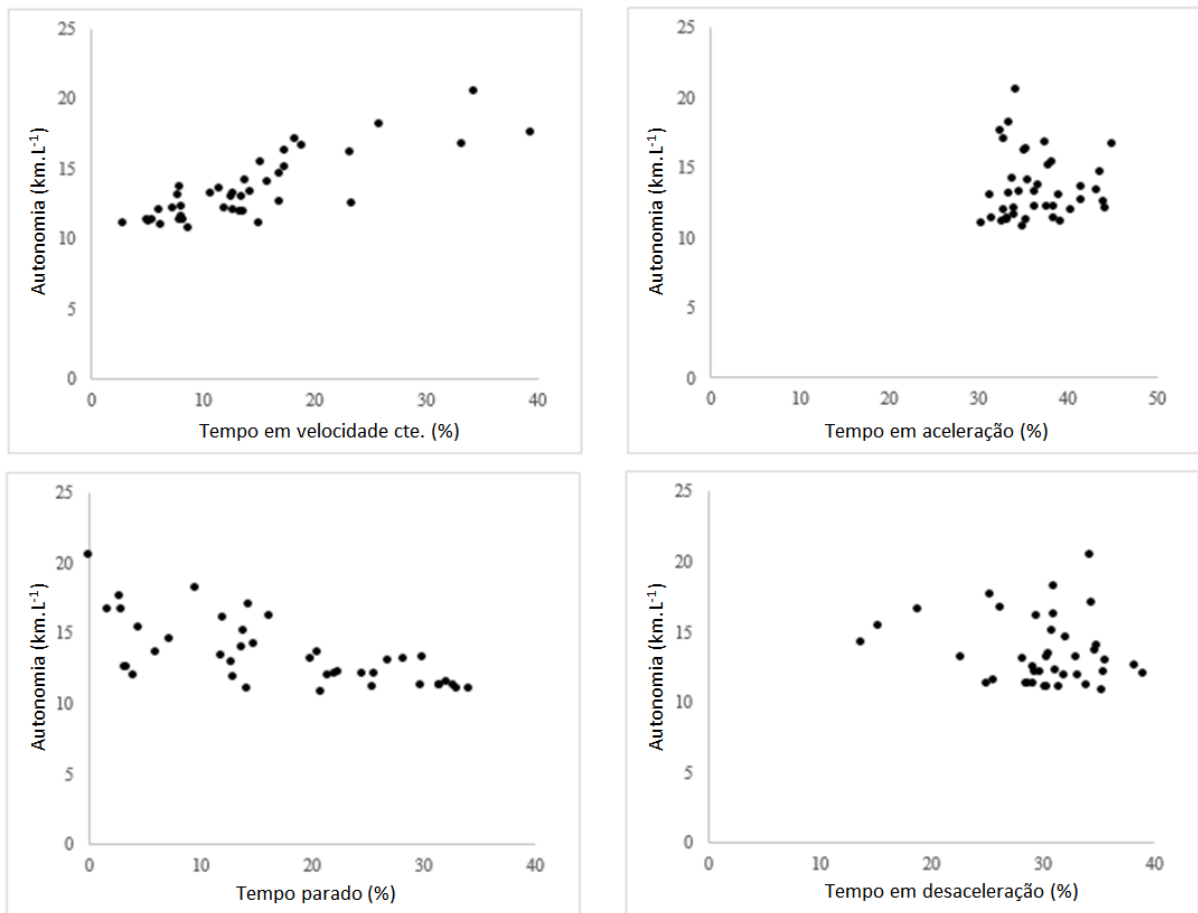 25
20
15
10
5
0
Autonomia (km.L⁻¹)
0 10 20 30 40
Tempo em velocidade cte. (%)
25
20
15
10
5
0
Autonomia (km.L⁻¹)
0 10 20 30 40 50
Tempo em aceleração (%)
25
20
15
10
5
0
Autonomia (km.L⁻¹)
0 10 20 30 40
Tempo parado (%)
25
20
15
10
5
0
Autonomia (km.L⁻¹)
0 10 20 30 40
Tempo em desaceleração (%)